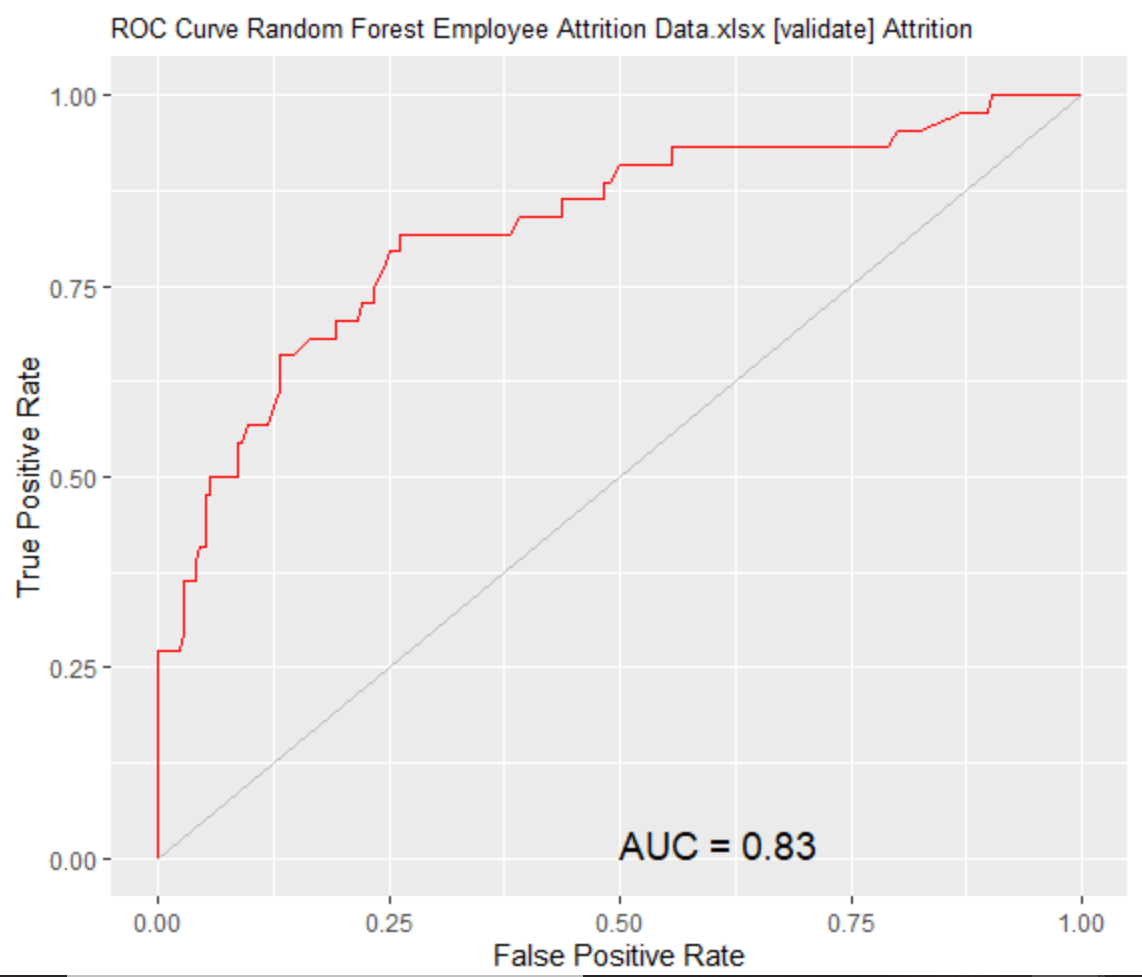 ROC Curve Random Forest Employee Attrition Data.xlsx [validate] Attrition
1.00
0.75
0.50
0.25
0.00
True Positive Rate
AUC = 0.83
0.00 0.25 0.50 0.75 1.00
False Positive Rate